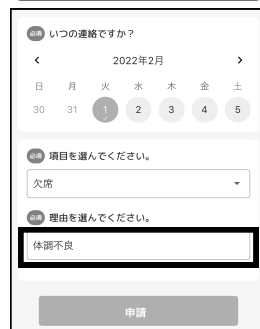 必須 いつの連絡ですか？
< 2022年2月 >
日 月 火 水 木 金 土
30 31 1 2 3 4 5
必須 項目を選んでください。
欠席
必須 理由を選んでください。
体調不良
申請